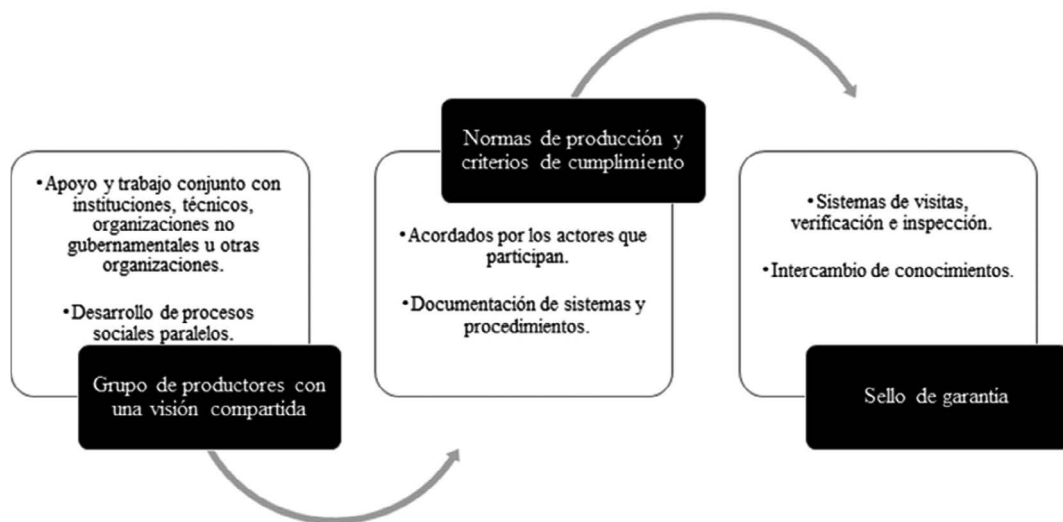 •Apoyo y trabajo conjunto con
instituciones, técnicos,
organizaciones no
gubernamentales u otras
organizaciones.
•Desarrollo de procesos
sociales paralelos.
Grupo de productores con
una visión compartida
Normas de producción y
criterios de cumplimiento
•Acordados por los actores que
participan.
•Documentación de sistemas y
procedimientos.
•Sistemas de visitas,
verificación e inspección.
•Intercambio de conocimientos.
Sello de garantía